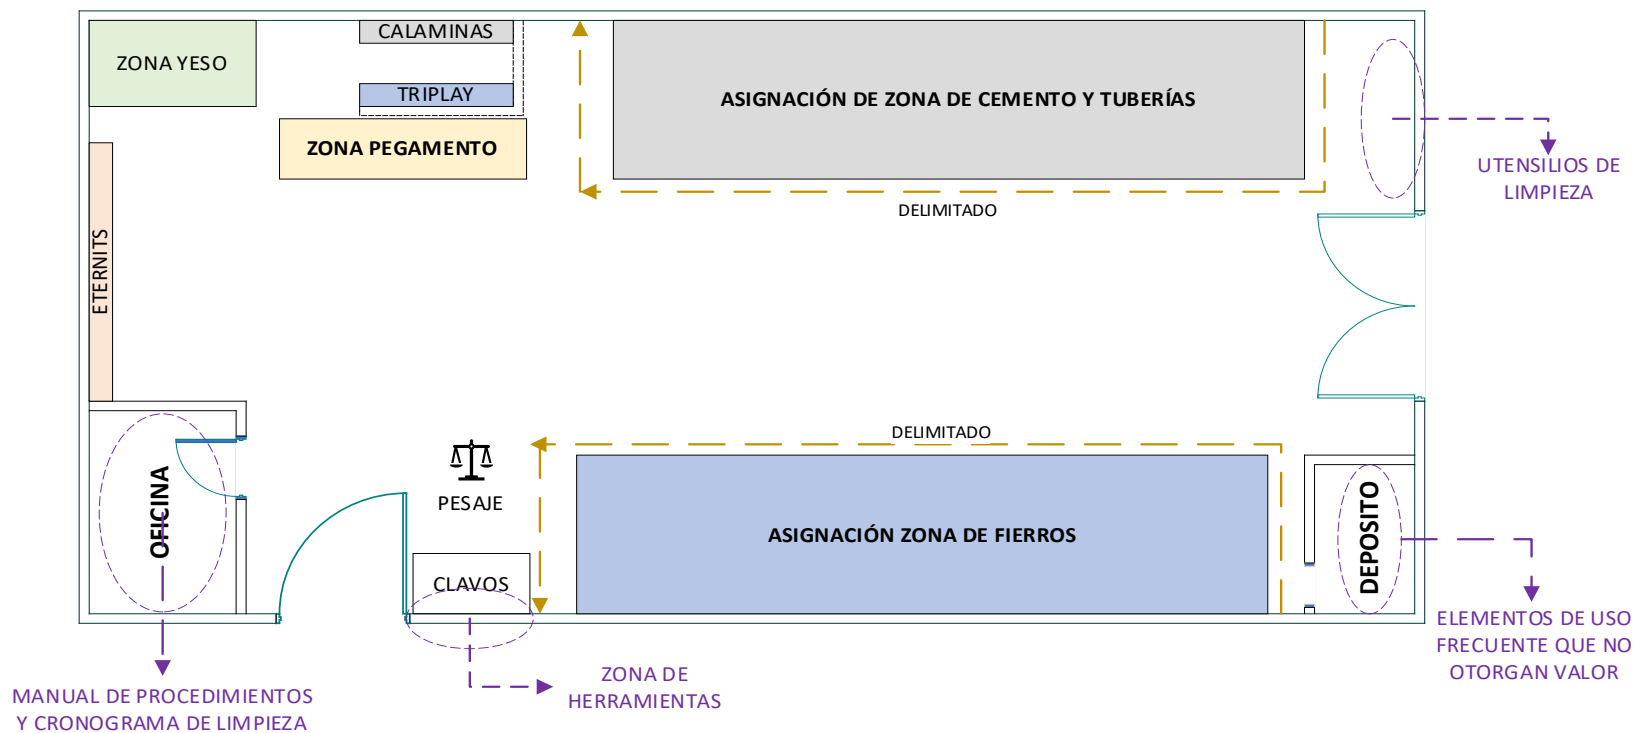 CALAMINAS
ZONA YESO
TRIPLAY
ASIGNACIÓN DE ZONA DE CEMENTO Y TUBERÍAS
ZONA PEGAMENTO
UTENSILIOS DE
LIMPIEZA
DELIMITADO
ETERNITS
DELIMITADO
OFICINA
PESAJE
ASIGNACIÓN ZONA DE FIERROS
DEPOSITO
CLAVOS
ELEMENTOS DE USO
FRECUENTE QUE NO
OTORGAN VALOR
ZONA DE
HERRAMIENTAS
MANUAL DE PROCEDIMIENTOS
Y CRONOGRAMA DE LIMPIEZA